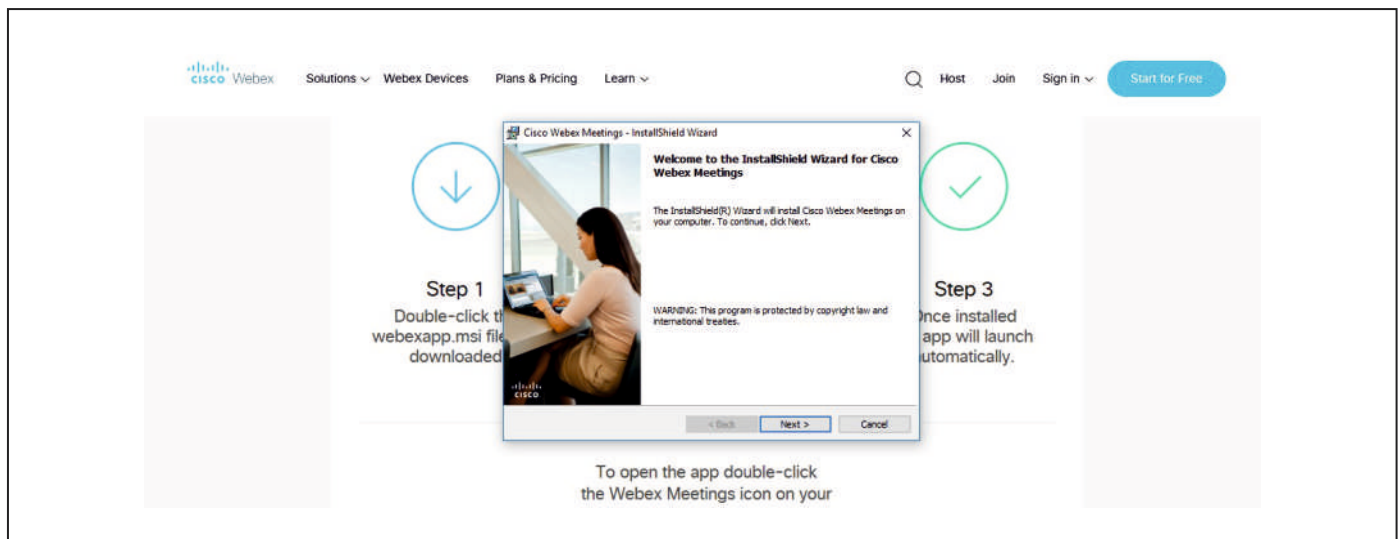 cisco Webex Solutions Webex Devices Plans & Pricing Learn Host Join Sign in Start for Free
Cisco Webex Meetings - InstallShield Wizard
Welcome to the InstallShield Wizard for Cisco
Webex Meetings
The InstallShield(R) Wizard will install Cisco Webex Meetings on
your computer. To continue, click Next.
WARNING: This program is protected by copyright law and
international treaties.
CISCO
< Back Next > Cancel
Step 1
Double-click th
webexapp.msi file
downloaded
Step 3
Once installed
app will launch
utomatically.
To open the app double-click
the Webex Meetings icon on your